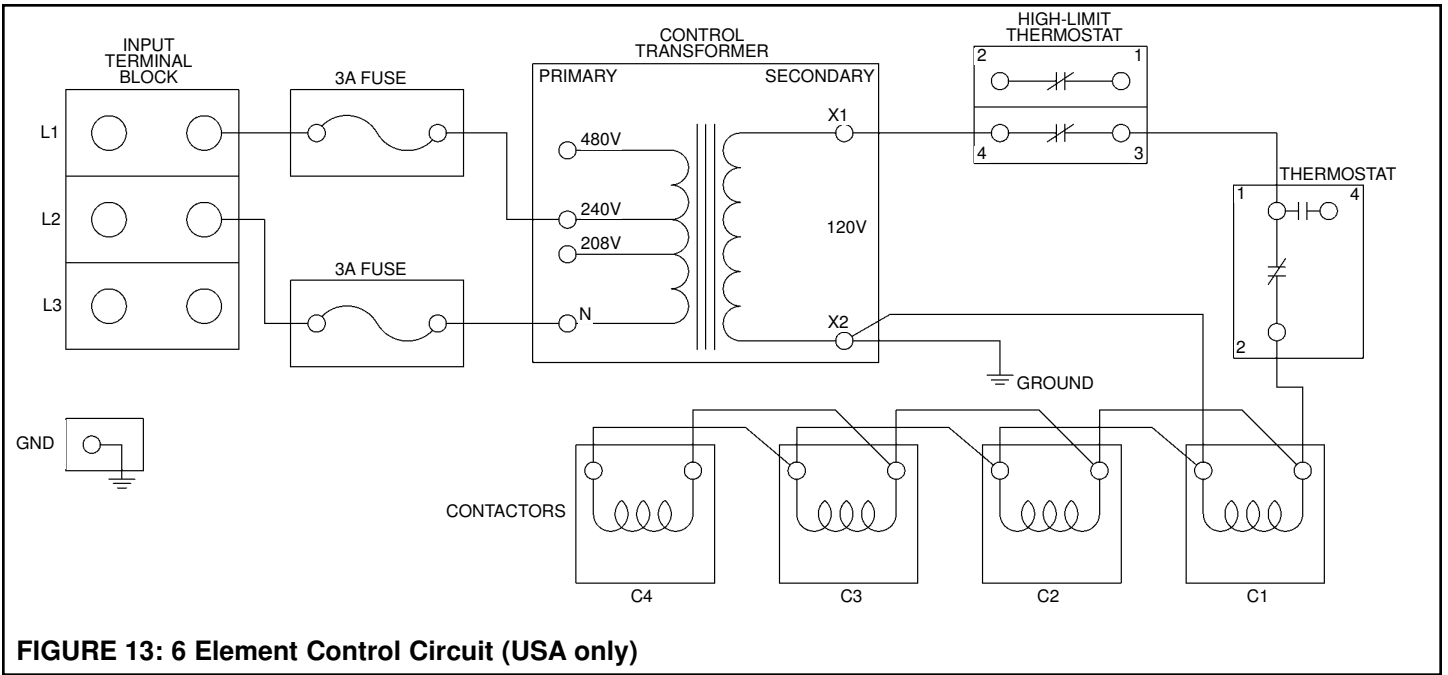 INPUT
TERMINAL
BLOCK
L1
L2
L3
GND
3A FUSE
3A FUSE
CONTROL
TRANSFORMER
PRIMARY
SECONDARY
480V
240V
208V
N
X1
120V
X2
GROUND
HIGH-LIMIT
THERMOSTAT
2
1
4
3
THERMOSTAT
1
4
2
CONTACTORS
C4
C3
C2
C1
FIGURE 13: 6 Element Control Circuit (USA only)